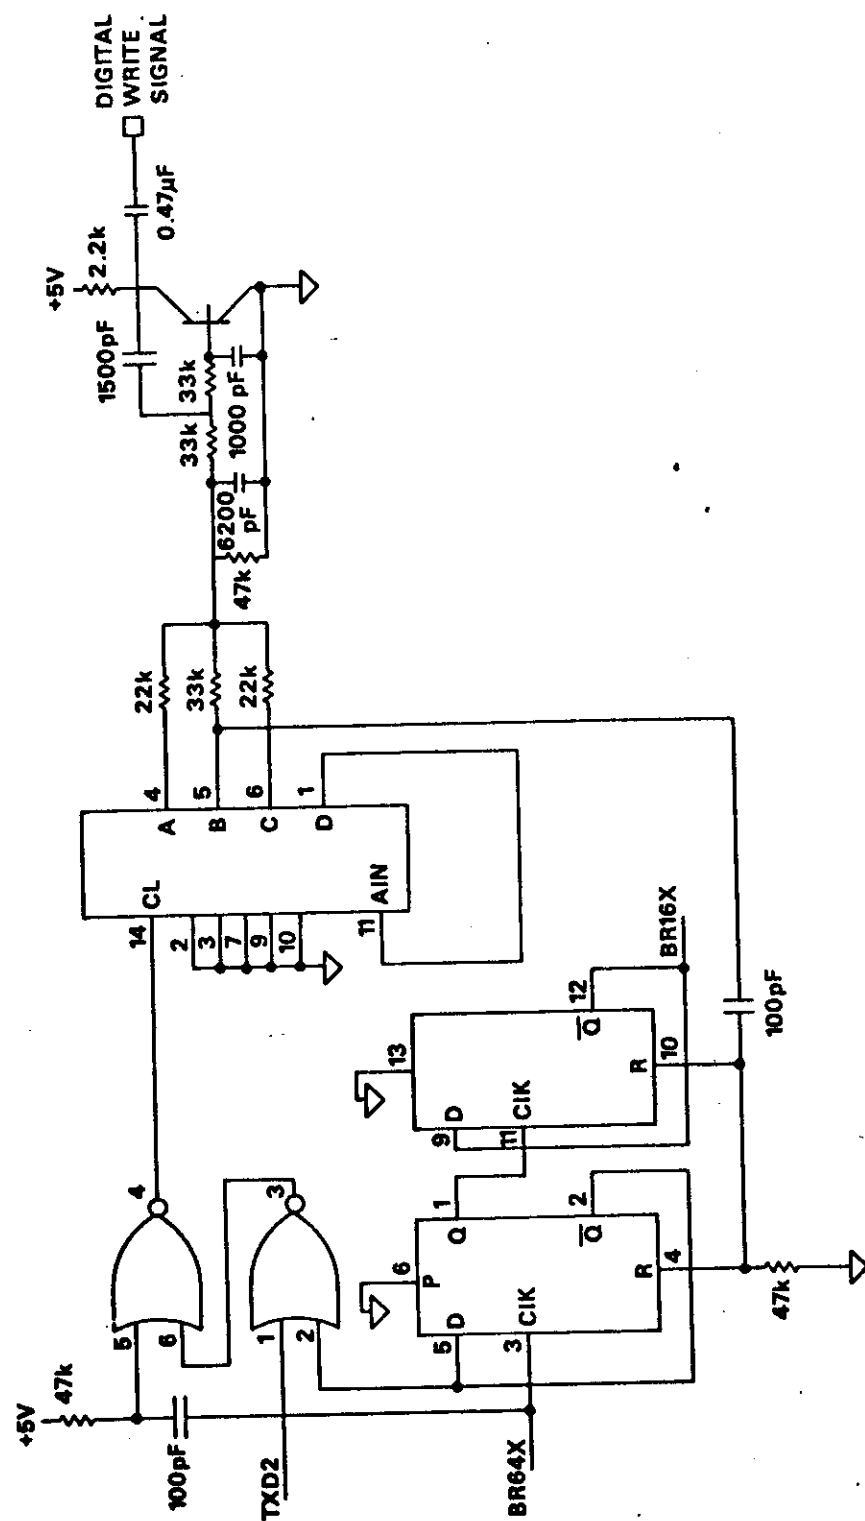 +5V
47k
100pF
TXD2
BR64X
5
6
4
1
2
3
5
D
3
CIK
6
P
Q
1
Q
2
R
4
47k
9
D
11
CIK
13
Q
12
R
10
BR16X
100pF
14
CL
2
3
7
9
10
11
AIN
A
4
B
5
C
6
D
1
22k
33k
22k
47k
6200
pF
33k
33k
1000 pF
1500pF
+5V
2.2k
0.47µF
DIGITAL
WRITE
SIGNAL